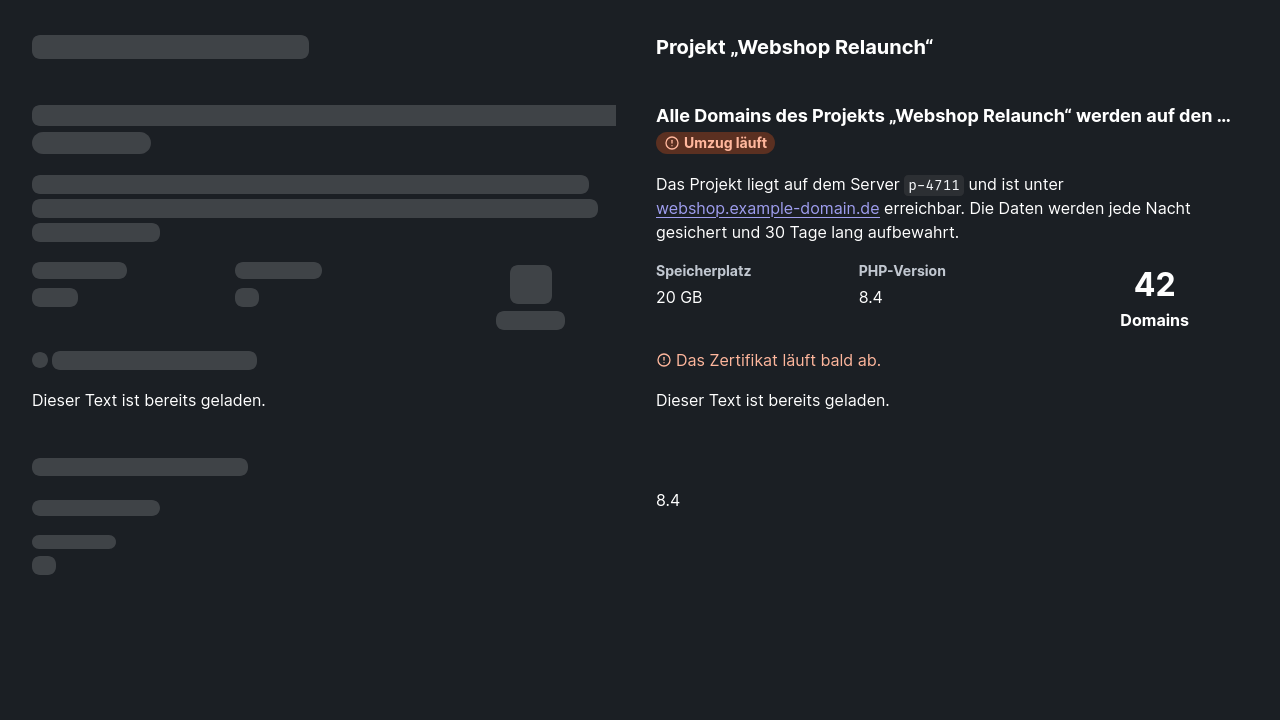 Projekt „Webshop Relaunch“
Alle Domains des Projekts „Webshop Relaunch“ werden auf den …
Umzug läuft
Das Projekt liegt auf dem Server p-4711 und ist unter
webshop.example-domain.de erreichbar. Die Daten werden jede Nacht
gesichert und 30 Tage lang aufbewahrt.
Speicherplatz
20 GB
PHP-Version
8.4
42
Domains
Das Zertifikat läuft bald ab.
Dieser Text ist bereits geladen.
Dieser Text ist bereits geladen.
8.4